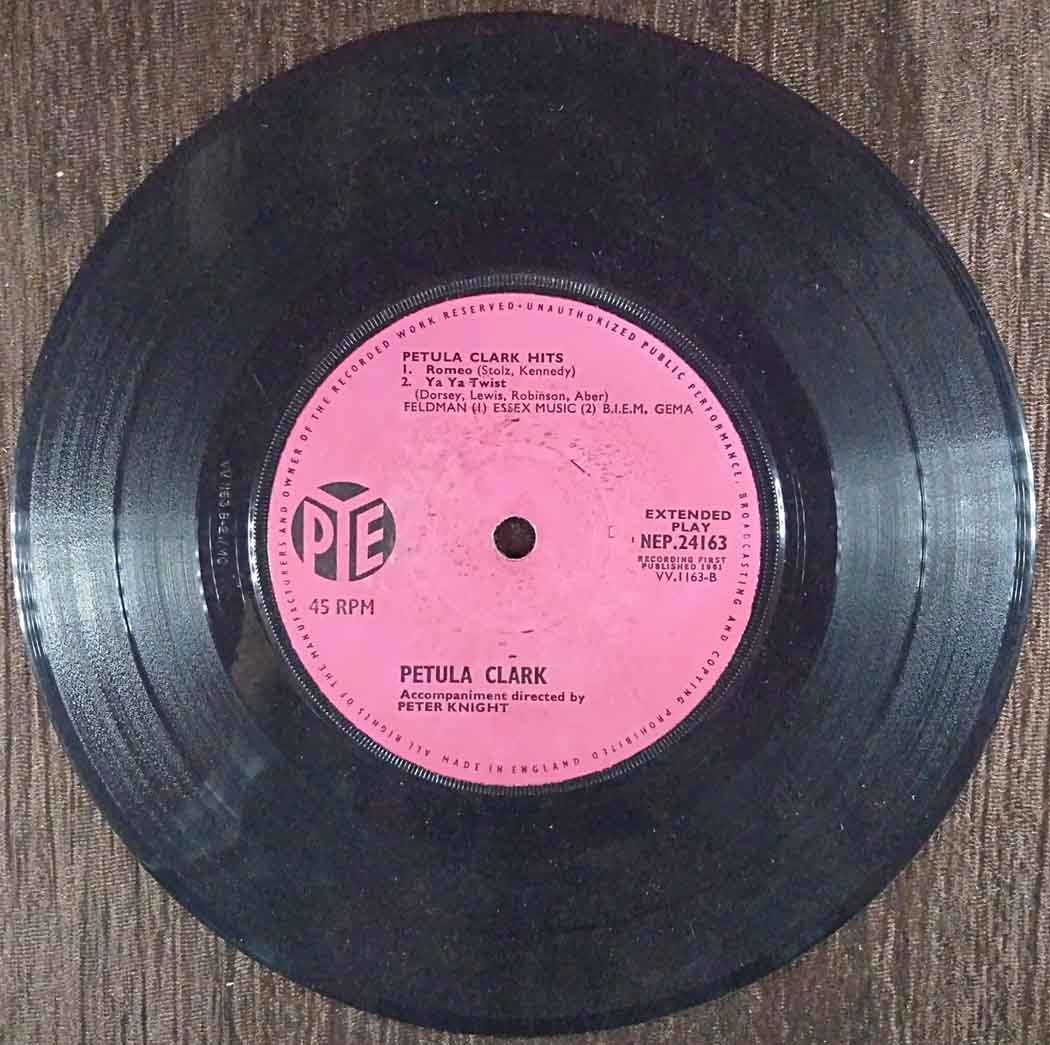 PETULA CLARK HITS
1. Romeo (Stolz, Kennedy)
2. Ya Ya Twist
(Dorsey, Lewis, Robinson, Aber)
FELDMAN (1) ESSEX MUSIC (2) B.I.E.M. GEMA
PYE
45 RPM
EXTENDED
PLAY
NEP.24163
RECORDING FIRST
PUBLISHED
VV.1163-B
PETULA CLARK
Accompaniment directed by
PETER KNIGHT
ALL RIGHTS OF THE MANUFACTURERS AND OWNER OF THE RECORDED WORK RESERVED • UNAUTHORIZED PUBLIC PERFORMANCE, BROADCASTING AND COPYING PROHIBITED
MADE IN ENGLAND